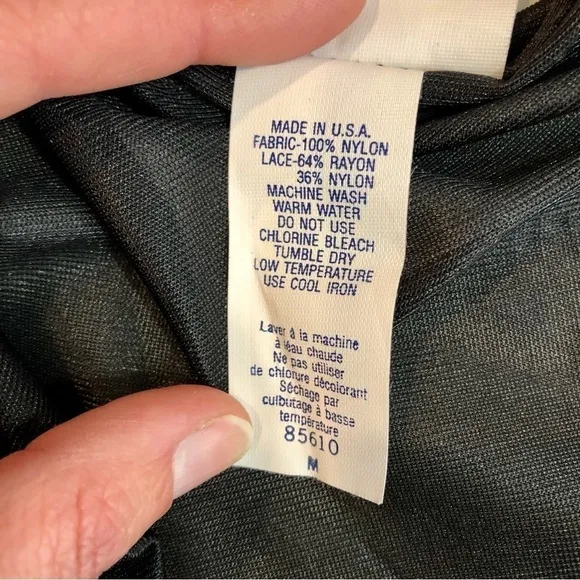 MADE IN U.S.A.
FABRIC-100% NYLON
LACE-64% RAYON
36% NYLON
MACHINE WASH
WARM WATER
DO NOT USE
CHLORINE BLEACH
TUMBLE DRY
LOW TEMPERATURE
USE COOL IRON
Laver à la machine
à l'eau chaude
Ne pas utiliser
de chlorure décolorant
Séchage par
culbutage à basse
température
85610
M